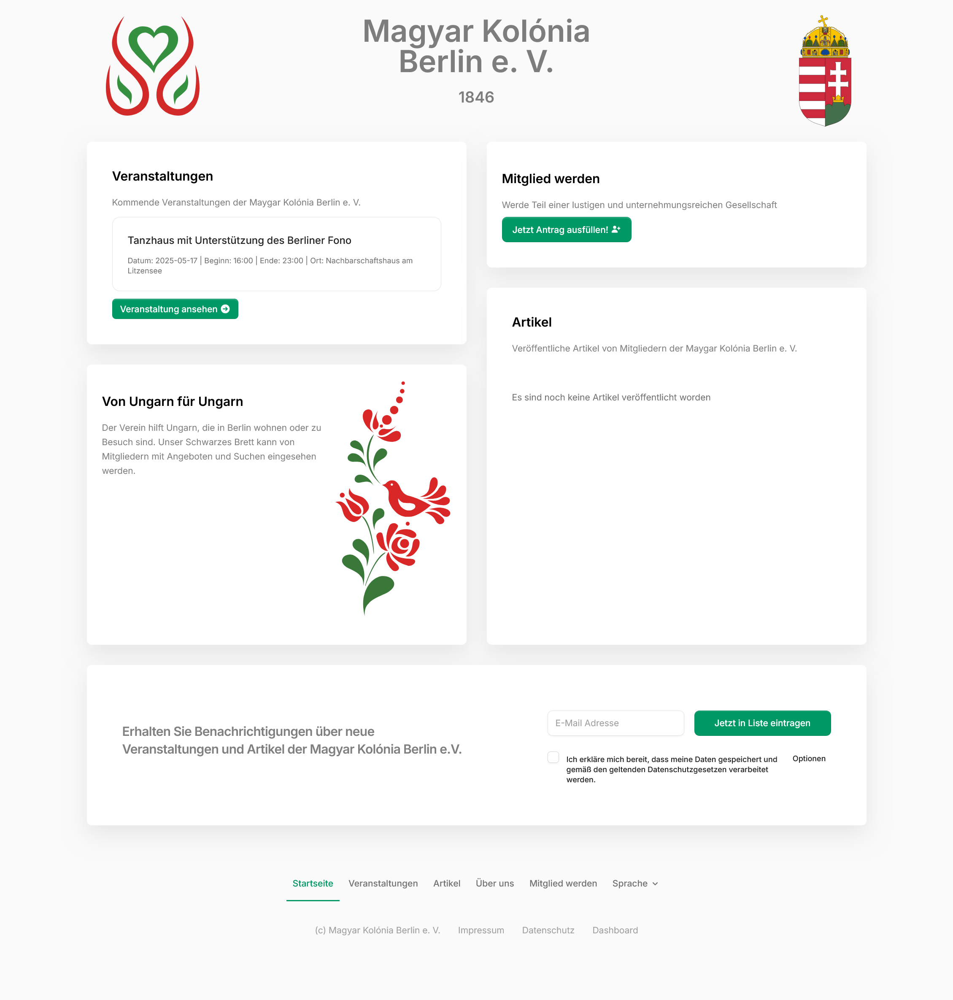 Magyar Kolónia
Berlin e. V.
1846
Veranstaltungen
Kommende Veranstaltungen der Maygar Kolónia Berlin e. V.
Tanzhaus mit Unterstützung des Berliner Fono
Datum: 2025-05-17 | Beginn: 16:00 | Ende: 23:00 | Ort: Nachbarschaftshaus am
Litzensee
Veranstaltung ansehen
Mitglied werden
Werde Teil einer lustigen und unternehmungsreichen Gesellschaft
Jetzt Antrag ausfüllen!
Von Ungarn für Ungarn
Der Verein hilft Ungarn, die in Berlin wohnen oder zu
Besuch sind. Unser Schwarzes Brett kann von
Mitgliedern mit Angeboten und Suchen eingesehen
werden.
Artikel
Veröffentliche Artikel von Mitgliedern der Maygar Kolónia Berlin e. V.
Es sind noch keine Artikel veröffentlicht worden
Erhalten Sie Benachrichtigungen über neue
Veranstaltungen und Artikel der Magyar Kolónia Berlin e.V.
E-Mail Adresse
Jetzt in Liste eintragen
Ich erkläre mich bereit, dass meine Daten gespeichert und
gemäß den geltenden Datenschutzgesetzen verarbeitet
werden.
Optionen
Startseite Veranstaltungen Artikel Über uns Mitglied werden Sprache
(c) Magyar Kolónia Berlin e. V. Impressum Datenschutz Dashboard